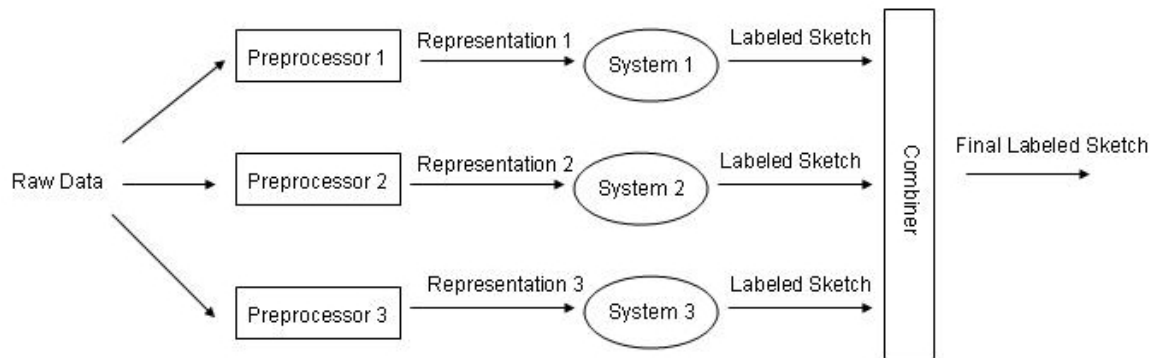 Raw Data
Preprocessor 1
Representation 1
System 1
Labeled Sketch
Preprocessor 2
Representation 2
System 2
Labeled Sketch
Preprocessor 3
Representation 3
System 3
Labeled Sketch
Combiner
Final Labeled Sketch